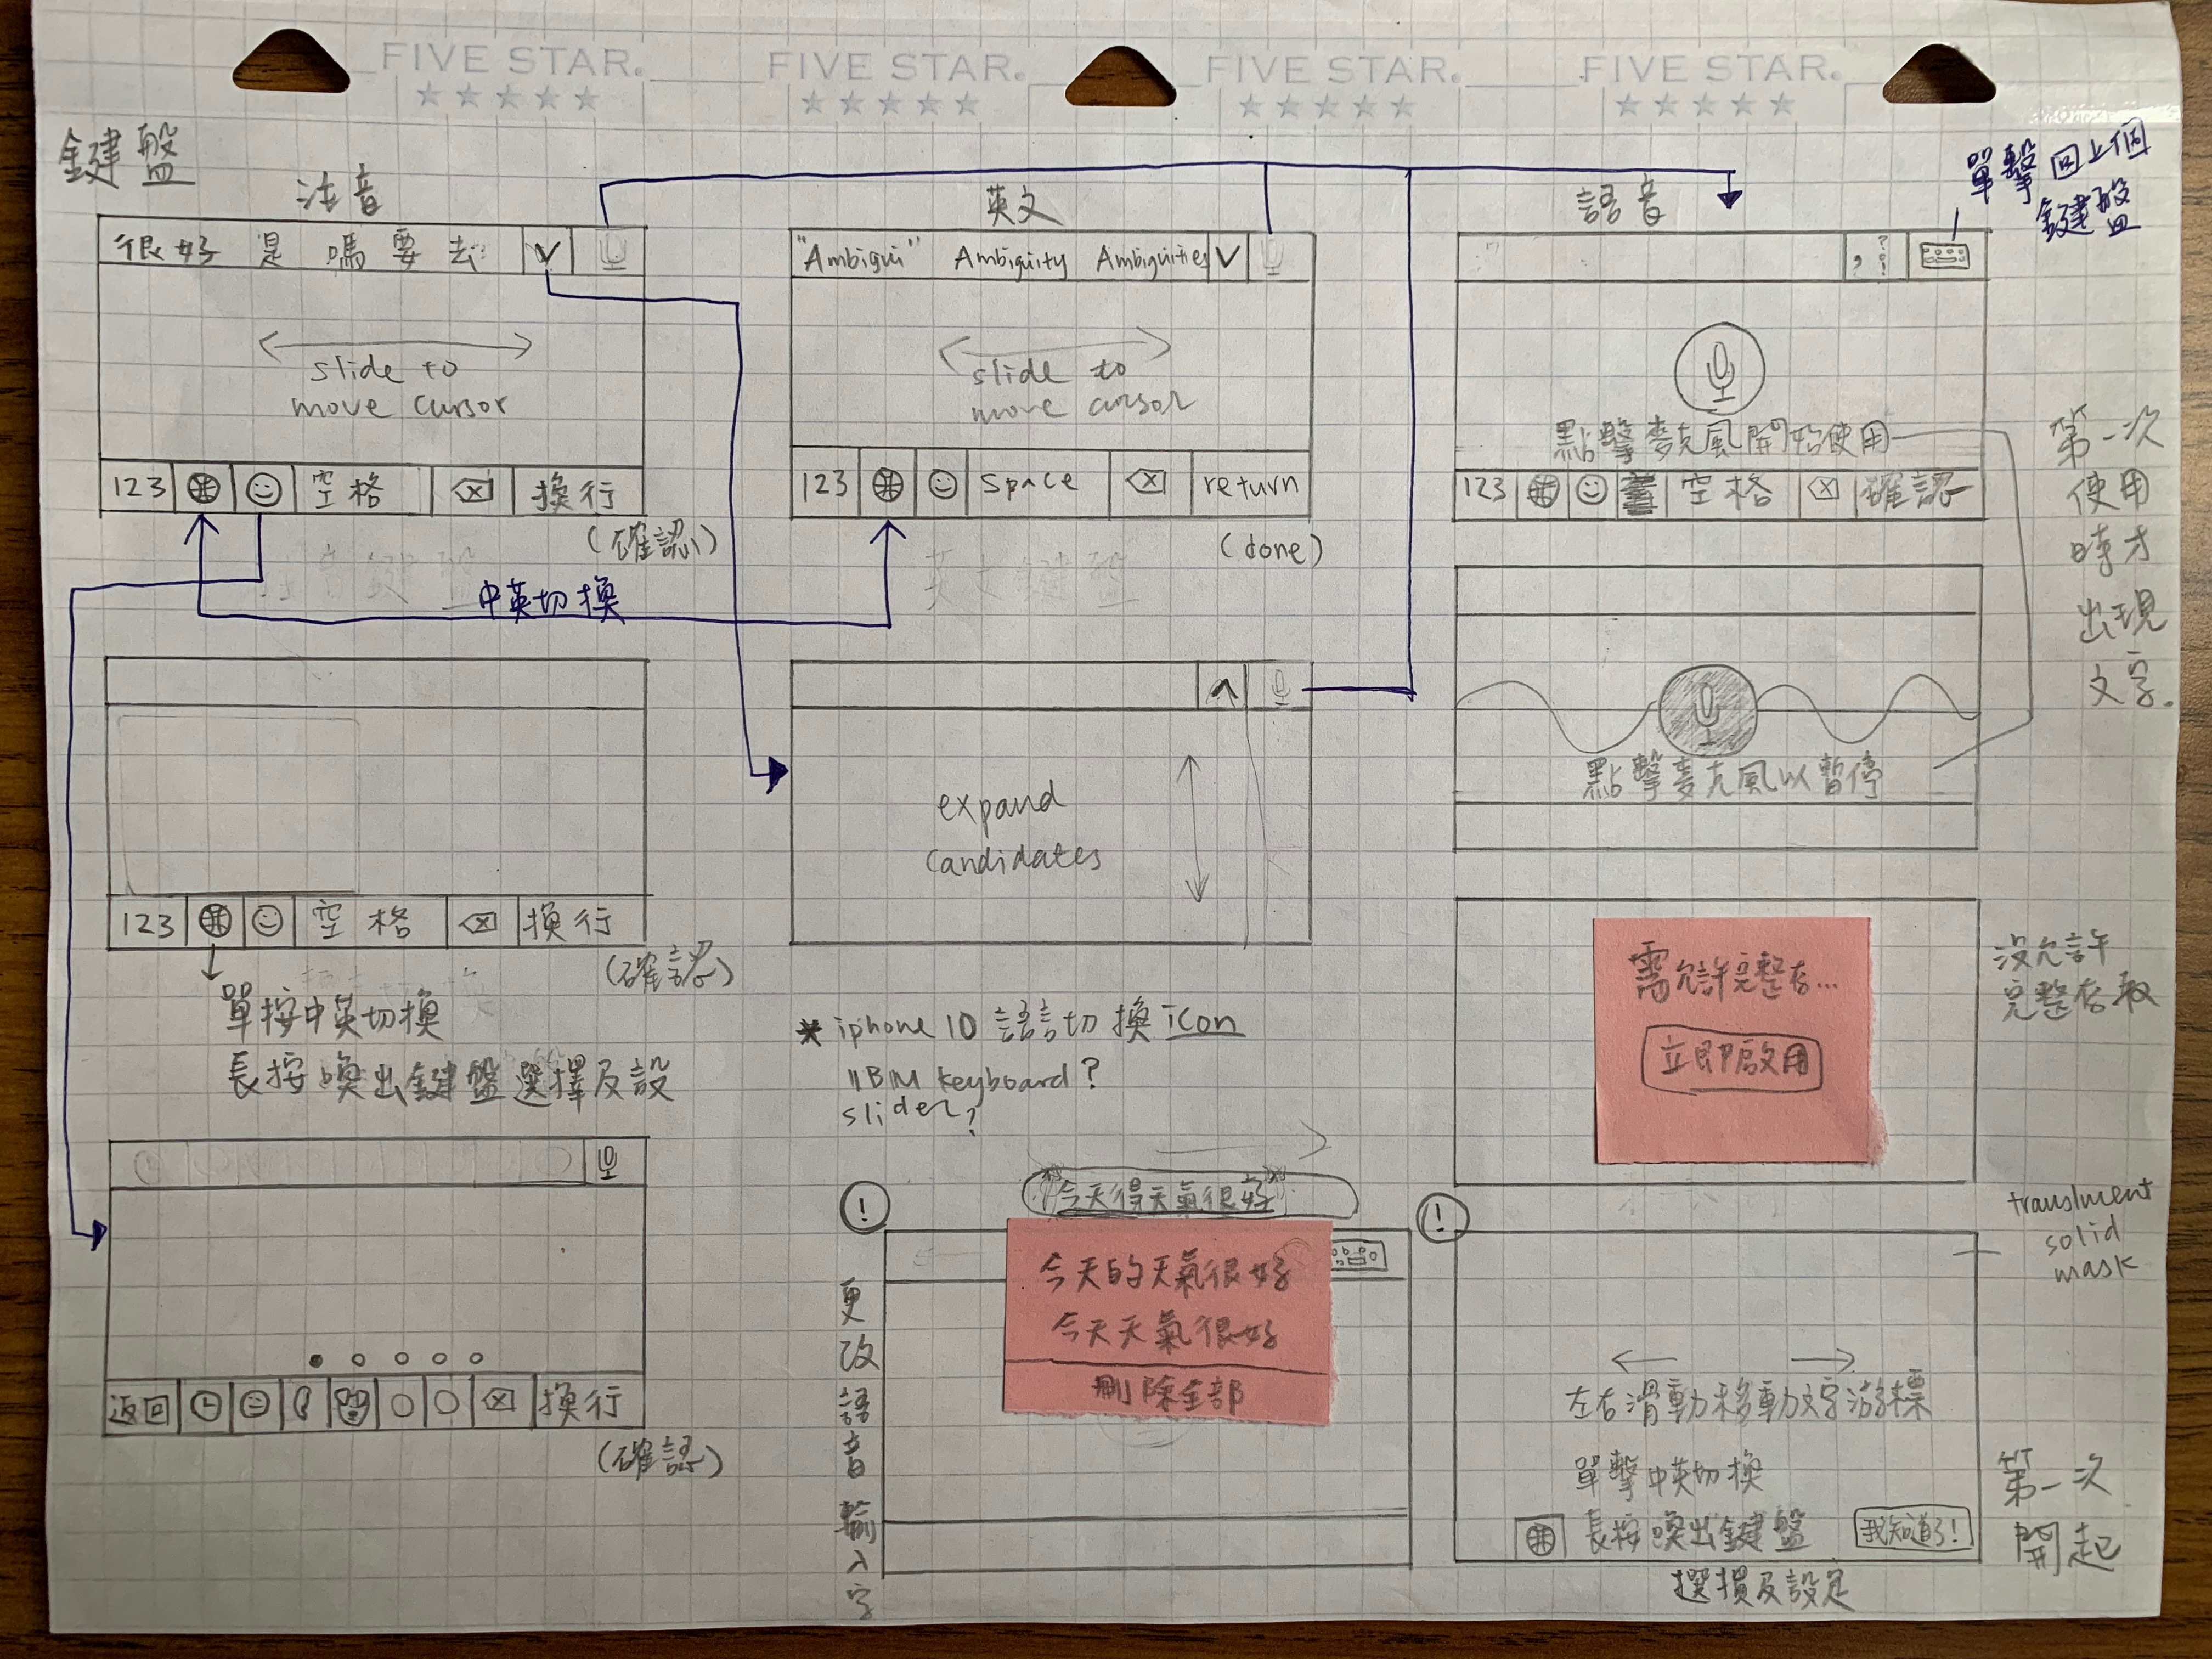 FIVE STAR. FIVE STAR. FIVE STAR. FIVE STAR.
鍵盤
注音
很好 是 嗎 要 去
slide to
move cursor
123 空格 換行
(確認)
中英切換
英文
"Ambigui" Ambiguity Ambiguities
slide to
move cursor
123 space return
(done)
英文鍵盤
語音
, ? !
單擊回上個
鍵盤
點擊麥克風開始使用
123 空格 確認
點擊麥克風以暫停
第一次
使用
時才
出現
文字.
123 空格 換行
(確認)
單按中英切換
長按喚出鍵盤選擇及設
expand
candidates
* iphone 10 語言切換 icon
IBM keyboard?
slider?
需允許完整存...
立即啟用
沒允許
完整存取
返回 換行
(確認)
!
更改語音輸入字
"今天得天氣很好"
今天的天氣很好
今天天氣很好
刪除全部
!
左右滑動移動文字游標
單擊中英切換
長按喚出鍵盤
我知道了!
選損及設定
solid
mask
第一次
開起